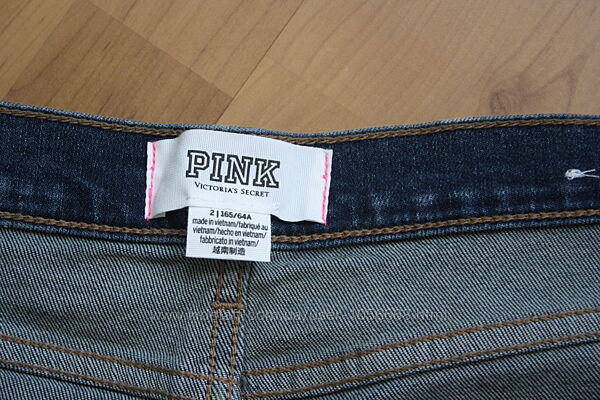 PINK
VICTORIA'S SECRET
2 | 165/64A
made in vietnam/fabriqué au
vietnam/hecho en vietnam/
fabbricato in vietnam/
越南制造